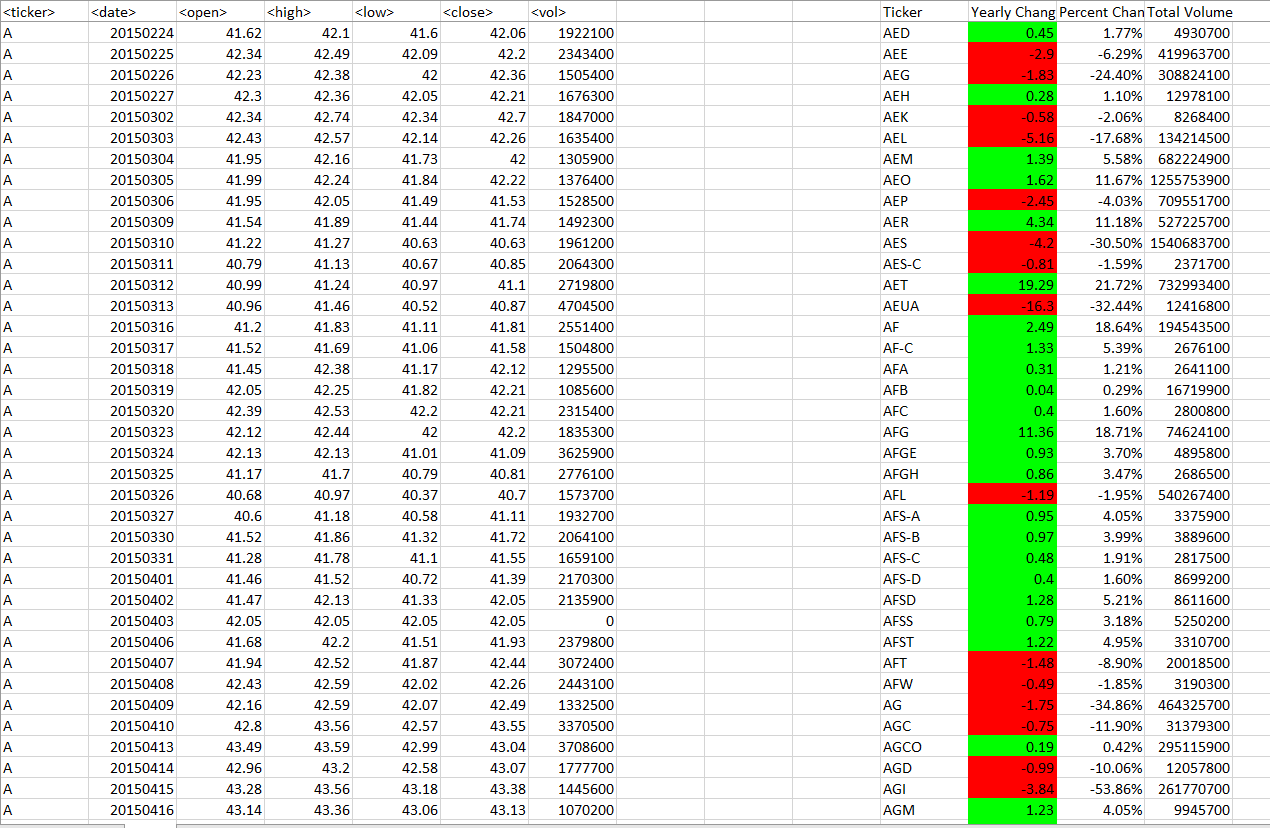 <ticker> <date> <open> <high> <low> <close> <vol> Ticker Yearly Chang Percent Chan Total Volume
A 20150224 41.62 42.1 41.6 42.06 1922100 AED 0.45 1.77% 4930700
A 20150225 42.34 42.49 42.09 42.2 2343400 AEE -2.9 -6.29% 419963700
A 20150226 42.23 42.38 42 42.36 1505400 AEG -1.83 -24.40% 308824100
A 20150227 42.3 42.36 42.05 42.21 1676300 AEH 0.28 1.10% 12978100
A 20150302 42.34 42.74 42.34 42.7 1847000 AEK -0.58 -2.06% 8268400
A 20150303 42.43 42.57 42.14 42.26 1635400 AEL -5.16 -17.68% 134214500
A 20150304 41.95 42.16 41.73 42 1305900 AEM 1.39 5.58% 682224900
A 20150305 41.99 42.24 41.84 42.22 1376400 AEO 1.62 11.67% 1255753900
A 20150306 41.95 42.05 41.49 41.53 1528500 AEP -2.45 -4.03% 709551700
A 20150309 41.54 41.89 41.44 41.74 1492300 AER 4.34 11.18% 527225700
A 20150310 41.22 41.27 40.63 40.63 1961200 AES -4.2 -30.50% 1540683700
A 20150311 40.79 41.13 40.67 40.85 2064300 AES-C -0.81 -1.59% 2371700
A 20150312 40.99 41.24 40.97 41.1 2719800 AET 19.29 21.72% 732993400
A 20150313 40.96 41.46 40.52 40.87 4704500 AEUA -16.3 -32.44% 12416800
A 20150316 41.2 41.83 41.11 41.81 2551400 AF 2.49 18.64% 194543500
A 20150317 41.52 41.69 41.06 41.58 1504800 AF-C 1.33 5.39% 2676100
A 20150318 41.45 42.38 41.17 42.12 1295500 AFA 0.31 1.21% 2641100
A 20150319 42.05 42.25 41.82 42.21 1085600 AFB 0.04 0.29% 16719900
A 20150320 42.39 42.53 42.2 42.21 2315400 AFC 0.4 1.60% 2800800
A 20150323 42.12 42.44 42 42.2 1835300 AFG 11.36 18.71% 74624100
A 20150324 42.13 42.13 41.01 41.09 3625900 AFGE 0.93 3.70% 4895800
A 20150325 41.17 41.7 40.79 40.81 2776100 AFGH 0.86 3.47% 2686500
A 20150326 40.68 40.97 40.37 40.7 1573700 AFL -1.19 -1.95% 540267400
A 20150327 40.6 41.18 40.58 41.11 1932700 AFS-A 0.95 4.05% 3375900
A 20150330 41.52 41.86 41.32 41.72 2064100 AFS-B 0.97 3.99% 3889600
A 20150331 41.28 41.78 41.1 41.55 1659100 AFS-C 0.48 1.91% 2817500
A 20150401 41.46 41.52 40.72 41.39 2170300 AFS-D 0.4 1.60% 8699200
A 20150402 41.47 42.13 41.33 42.05 2135900 AFSD 1.28 5.21% 8611600
A 20150403 42.05 42.05 42.05 42.05 0 AFSS 0.79 3.18% 5250200
A 20150406 41.68 42.2 41.51 41.93 2379800 AFST 1.22 4.95% 3310700
A 20150407 41.94 42.52 41.87 42.44 3072400 AFT -1.48 -8.90% 20018500
A 20150408 42.43 42.59 42.02 42.26 2443100 AFW -0.49 -1.85% 3190300
A 20150409 42.16 42.59 42.07 42.49 1332500 AG -1.75 -34.86% 464325700
A 20150410 42.8 43.56 42.57 43.55 3370500 AGC -0.75 -11.90% 31379300
A 20150413 43.49 43.59 42.99 43.04 3708600 AGCO 0.19 0.42% 295115900
A 20150414 42.96 43.2 42.58 43.07 1777700 AGD -0.99 -10.06% 12057800
A 20150415 43.28 43.56 43.18 43.38 1445600 AGI -3.84 -53.86% 261770700
A 20150416 43.14 43.36 43.06 43.13 1070200 AGM 1.23 4.05% 9945700